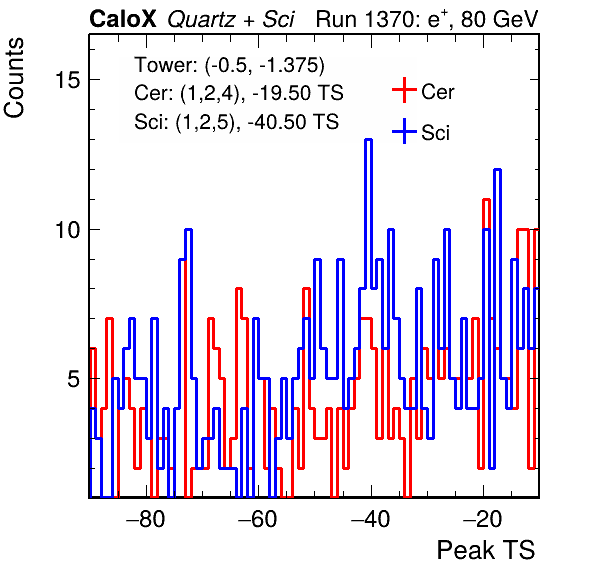 CaloX Quartz + Sci Run 1370: e+, 80 GeV
Counts
Tower: (-0.5, -1.375)
Cer: (1,2,4), -19.50 TS
Sci: (1,2,5), -40.50 TS
Cer
Sci
15
10
5
−80 −60 −40 −20
Peak TS